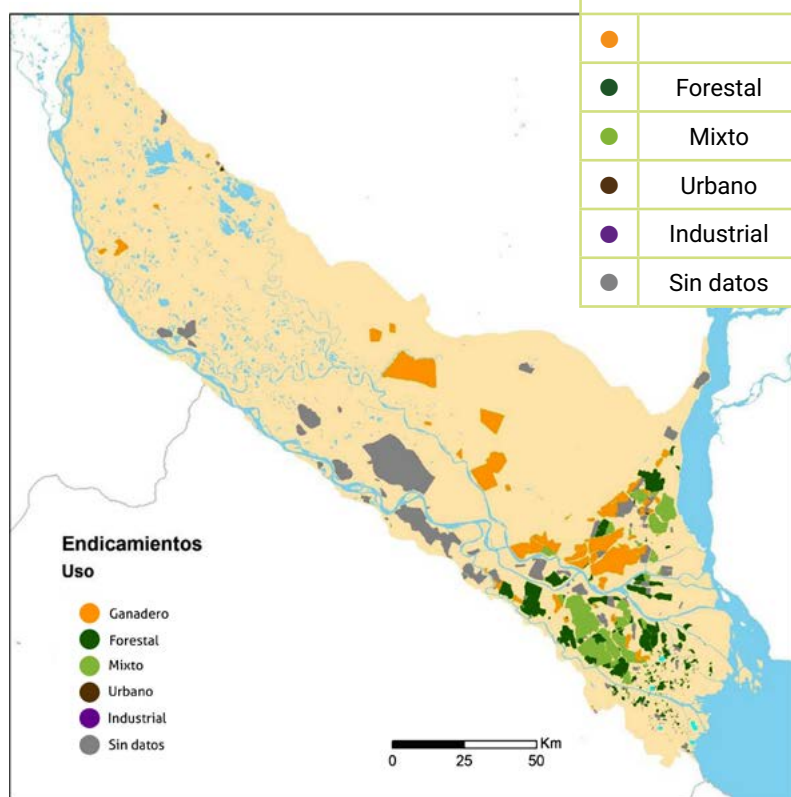 Forestal
Mixto
Urbano
Industrial
Sin datos
Endicamientos
Uso
Ganadero
Forestal
Mixto
Urbano
Industrial
Sin datos
Km
0 25 50